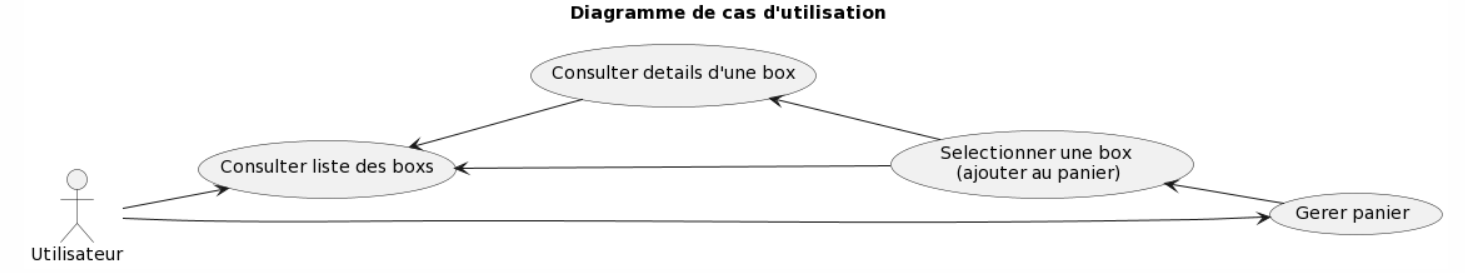 Diagramme de cas d'utilisation
Consulter details d'une box
Consulter liste des boxs
Selectionner une box
(ajouter au panier)
Gerer panier
Utilisateur